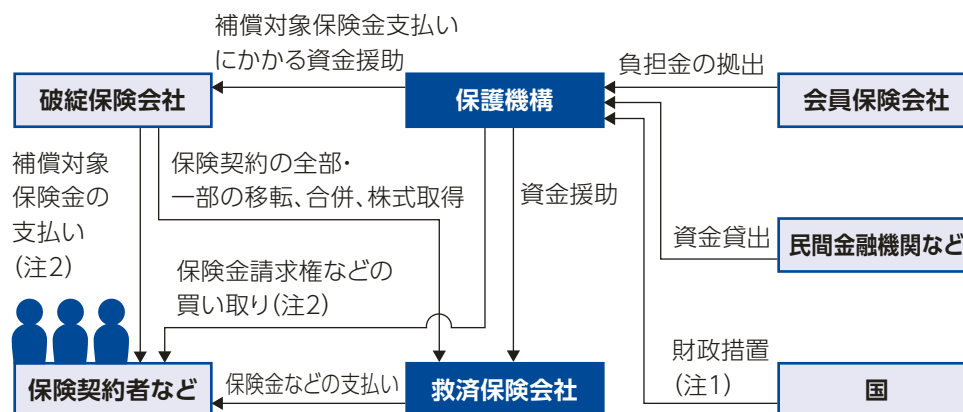 補償対象保険金支払い
にかかる資金援助
負担金の拠出
破綻保険会社
保護機構
会員保険会社
補償対象
保険金の
支払い
(注2)
保険契約の全部・
一部の移転、合併、株式取得
資金援助
資金貸出
民間金融機関など
保険金請求権などの
買い取り(注2)
財政措置
(注1)
保険契約者など
保険金などの支払い
救済保険会社
国